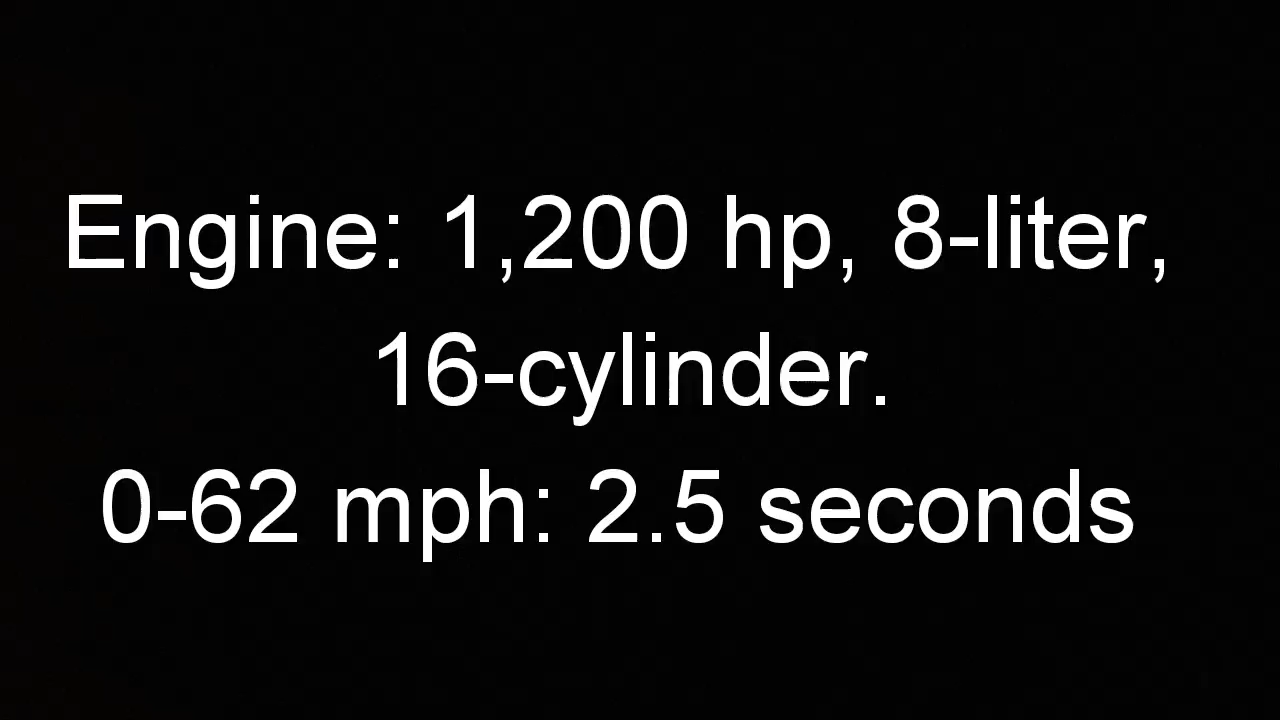 Engine: 1,200 hp, 8-liter,
16-cylinder.
0-62 mph: 2.5 seconds